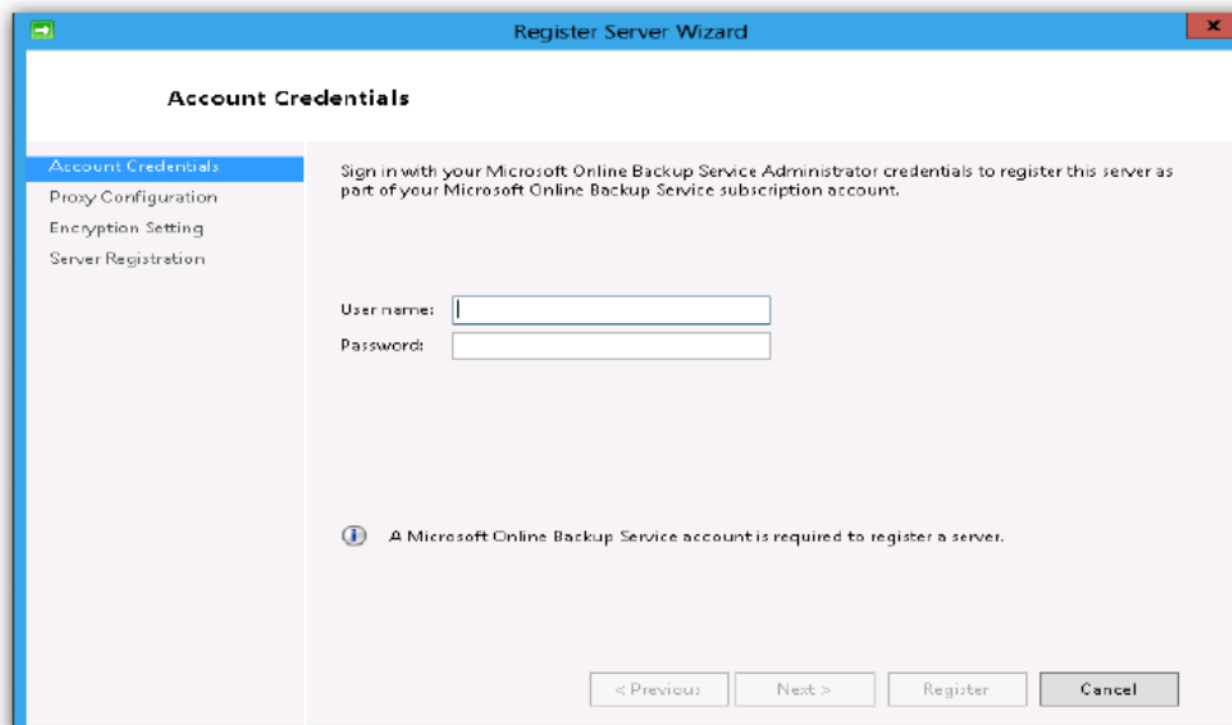 Register Server Wizard
Account Credentials
Account Credentials
Proxy Configuration
Encryption Setting
Server Registration
Sign in with your Microsoft Online Backup Service Administrator credentials to register this server as
part of your Microsoft Online Backup Service subscription account.
User name:
Password:
A Microsoft Online Backup Service account is required to register a server.
< Previous
Next >
Register
Cancel